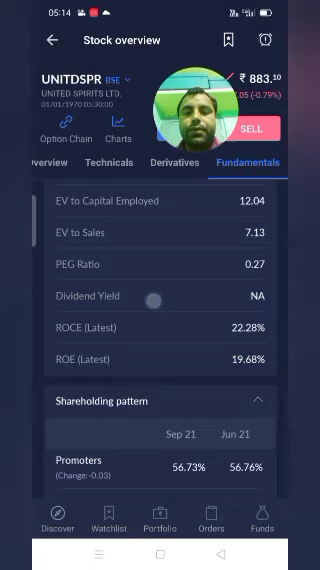 05:14
Stock overview
UNITDSPR BSE
₹ 883.10
UNITED SPIRITS LTD.
.05 (-0.79%)
01/01/1970 05:30:00
SELL
Option Chain
Charts
verview
Technicals
Derivatives
Fundamentals
EV to Capital Employed 12.04
EV to Sales 7.13
PEG Ratio 0.27
Dividend Yield NA
ROCE (Latest) 22.28%
ROE (Latest) 19.68%
Shareholding pattern
Sep 21 Jun 21
Promoters 56.73% 56.76%
(Change:-0.03)
Discover
Watchlist
Portfolio
Orders
Funds